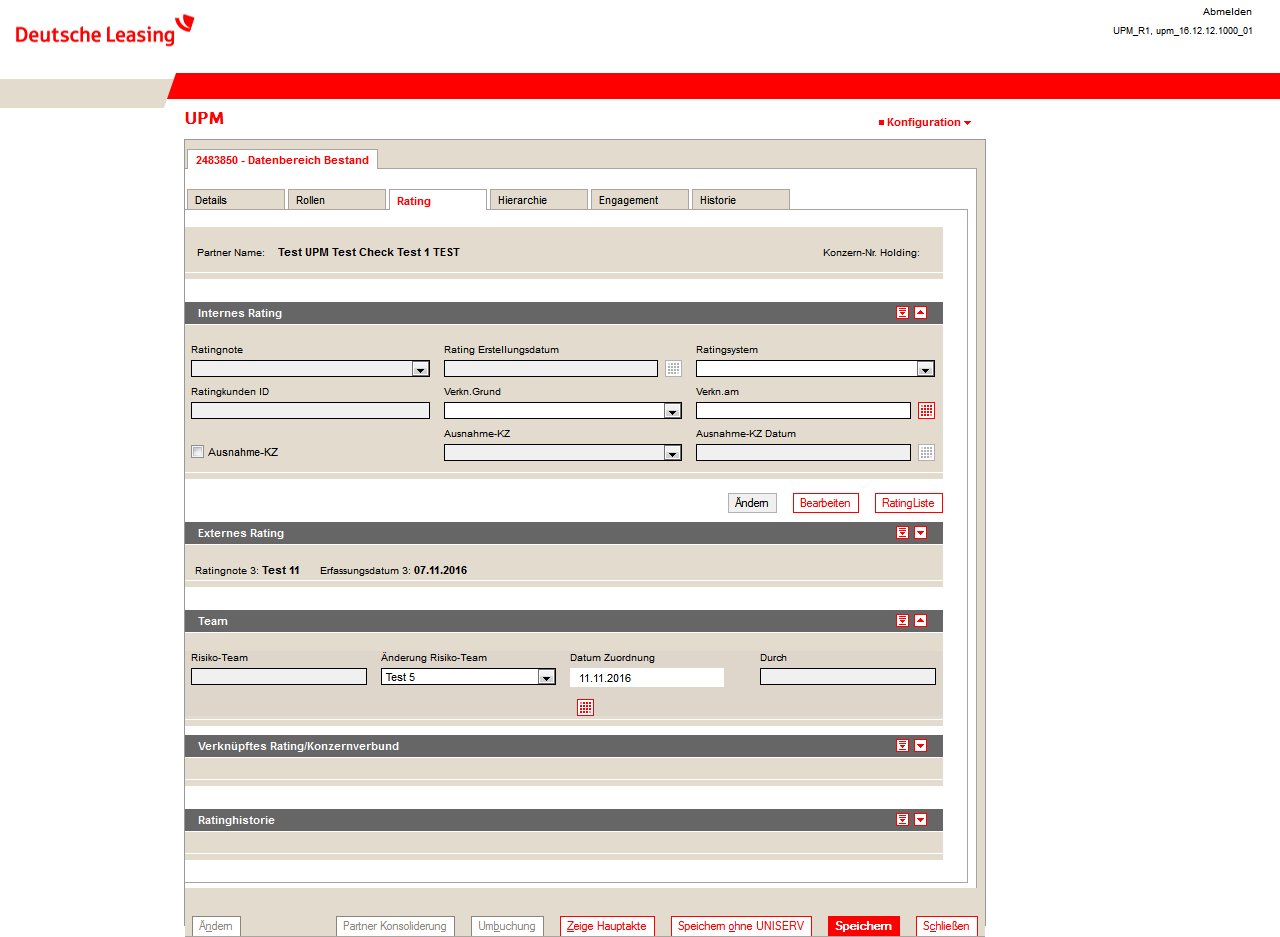 Abmelden
Deutsche Leasing
UPM_R1, upm_16.12.12.1000_01
UPM
Konfiguration
2483850 - Datenbereich Bestand
Details Rollen Rating Hierarchie Engagement Historie
Partner Name: Test UPM Test Check Test 1 TEST Konzern-Nr. Holding:
Internes Rating
Ratingnote Rating Erstellungsdatum Ratingsystem
Ratingkunden ID Verkn.Grund Verkn.am
Ausnahme-KZ Ausnahme-KZ Datum
Ausnahme-KZ
Ändern Bearbeiten RatingListe
Externes Rating
Ratingnote 3: Test 11 Erfassungsdatum 3: 07.11.2016
Team
Risiko-Team Änderung Risiko-Team Datum Zuordnung Durch
Test 5 11.11.2016
Verknüpftes Rating/Konzernverbund
Ratinghistorie
Ändern Partner Konsolidierung Umbuchung Zeige Hauptakte Speichern ohne UNISERV Speichern Schließen